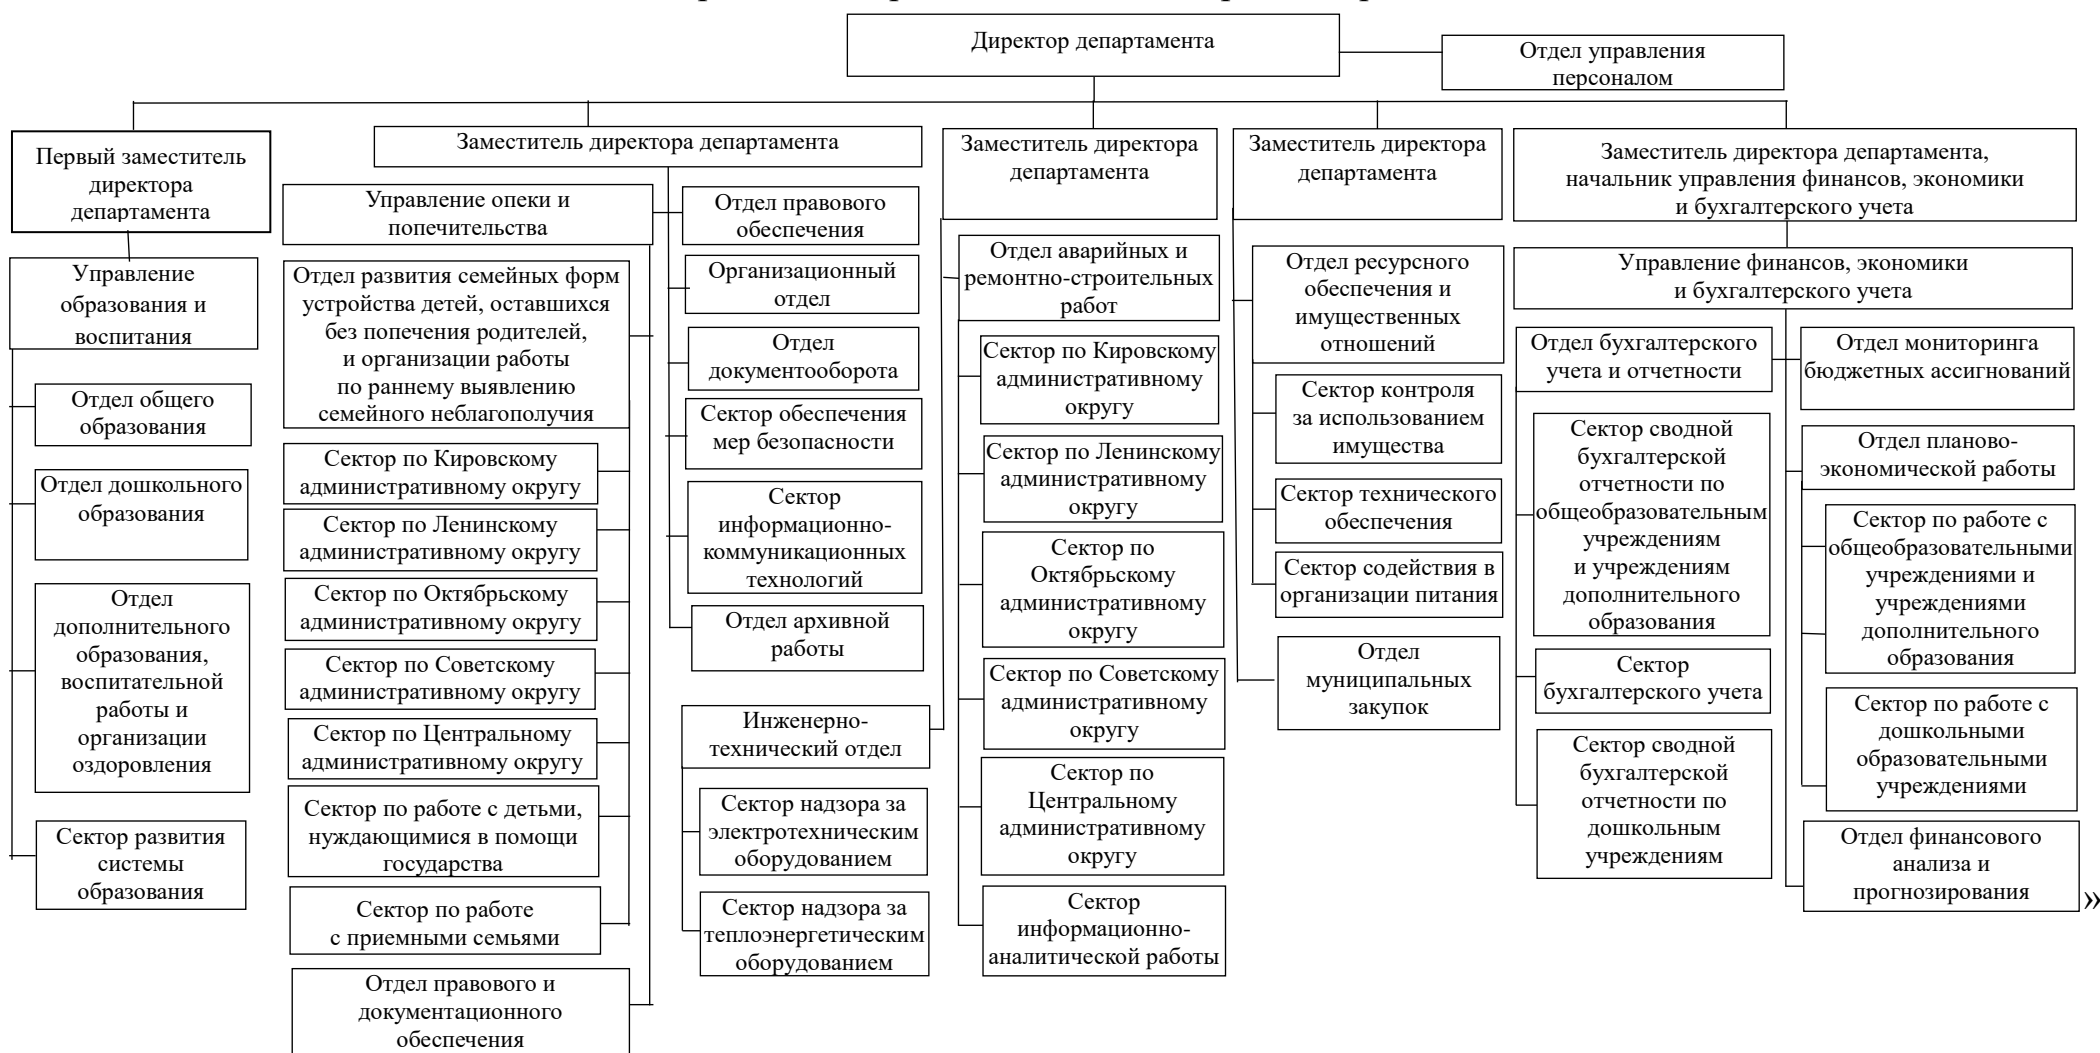 Директор департамента
Отдел управления
персоналом
Первый заместитель
директора
департамента
Управление
образования и
воспитания
Отдел общего
образования
Отдел дошкольного
образования
Отдел
дополнительного
образования,
воспитательной
работы и
организации
оздоровления
Сектор развития
системы
образования
Заместитель директора департамента
Управление опеки и
попечительства
Отдел развития семейных форм
устройства детей, оставшихся
без попечения родителей,
и организации работы
по раннему выявлению
семейного неблагополучия
Сектор по Кировскому
административному округу
Сектор по Ленинскому
административному округу
Сектор по Октябрьскому
административному округу
Сектор по Советскому
административному округу
Сектор по Центральному
административному округу
Сектор по работе с детьми,
нуждающимися в помощи
государства
Сектор по работе
с приемными семьями
Отдел правового и
документационного
обеспечения
Отдел правового
обеспечения
Организационный
отдел
Отдел
документооборота
Сектор обеспечения
мер безопасности
Сектор
информационно-
коммуникационных
технологий
Отдел архивной
работы
Заместитель директора
департамента
Инженерно-
технический отдел
Сектор надзора за
электротехническим
оборудованием
Сектор надзора за
теплоэнергетическим
оборудованием
Отдел аварийных и
ремонтно-строительных
работ
Сектор по Кировскому
административному
округу
Сектор по Ленинскому
административному
округу
Сектор по
Октябрьскому
административному
округу
Сектор по Советскому
административному
округу
Сектор по
Центральному
административному
округу
Сектор
информационно-
аналитической работы
Заместитель директора
департамента
Отдел ресурсного
обеспечения и
имущественных
отношений
Сектор контроля
за использованием
имущества
Сектор технического
обеспечения
Сектор содействия в
организации питания
Отдел
муниципальных
закупок
Заместитель директора департамента,
начальник управления финансов, экономики
и бухгалтерского учета
Управление финансов, экономики
и бухгалтерского учета
Отдел бухгалтерского
учета и отчетности
Сектор сводной
бухгалтерской
отчетности по
общеобразовательным
учреждениям
и учреждениям
дополнительного
образования
Сектор
бухгалтерского учета
Сектор сводной
бухгалтерской
отчетности по
дошкольным
учреждениям
Отдел мониторинга
бюджетных ассигнований
Отдел планово-
экономической работы
Сектор по работе с
общеобразовательными
учреждениями и
учреждениями
дополнительного
образования
Сектор по работе с
дошкольными
образовательными
учреждениями
Отдел финансового
анализа и
прогнозирования
»